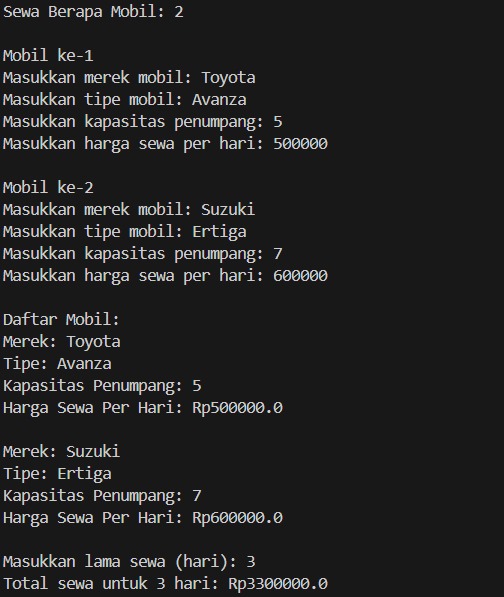 Sewa Berapa Mobil: 2
Mobil ke-1
Masukkan merek mobil: Toyota
Masukkan tipe mobil: Avanza
Masukkan kapasitas penumpang: 5
Masukkan harga sewa per hari: 500000
Mobil ke-2
Masukkan merek mobil: Suzuki
Masukkan tipe mobil: Ertiga
Masukkan kapasitas penumpang: 7
Masukkan harga sewa per hari: 600000
Daftar Mobil:
Merek: Toyota
Tipe: Avanza
Kapasitas Penumpang: 5
Harga Sewa Per Hari: Rp500000.0
Merek: Suzuki
Tipe: Ertiga
Kapasitas Penumpang: 7
Harga Sewa Per Hari: Rp600000.0
Masukkan lama sewa (hari): 3
Total sewa untuk 3 hari: Rp3300000.0